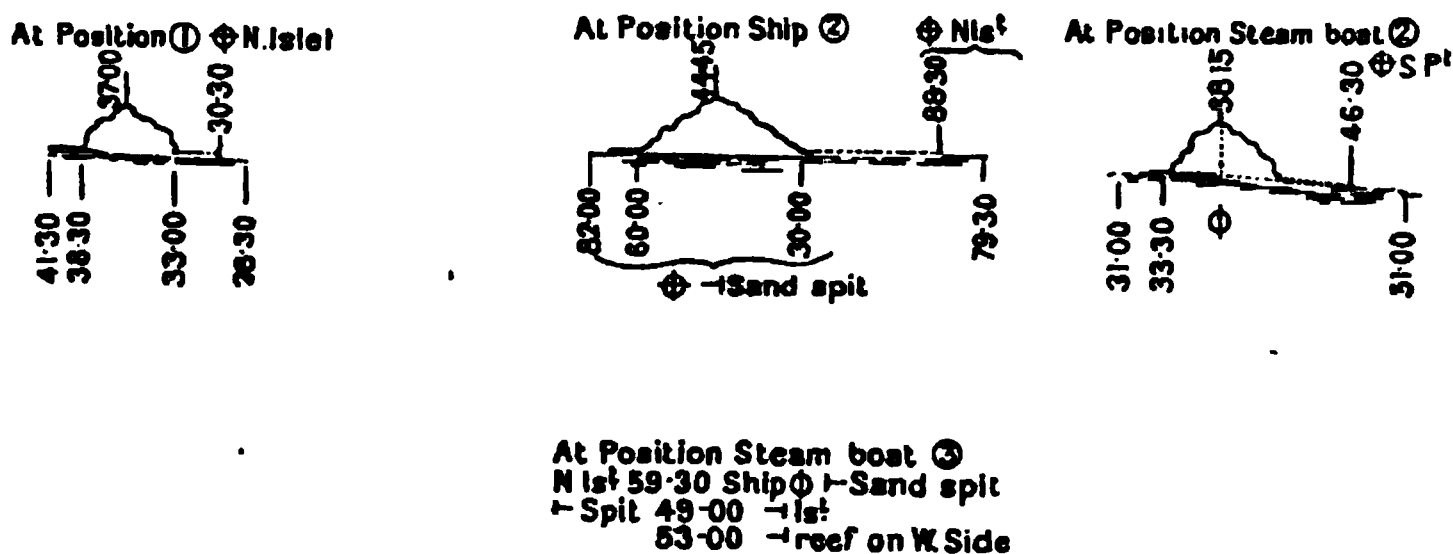 At Position ① ⊕ N. Islet
37·00
30·30
41·30
38·30
33·00
28·30
At Position Ship ② ⊕ N Isᵗ
44·45
88·30
82·00
60·00
30·00
79·30
⌽ ⊣ Sand spit
At Position Steam boat ②
⊕ S Pᵗ
38 15
46·30
31·00
33·30
⌽
51·00
At Position Steam boat ③
N Isᵗ 59·30 Ship ⌽ ⊢ Sand spit
⊢ Spit 49·00 ⊣ Isᵗ
53·00 ⊣ reef on W. Side